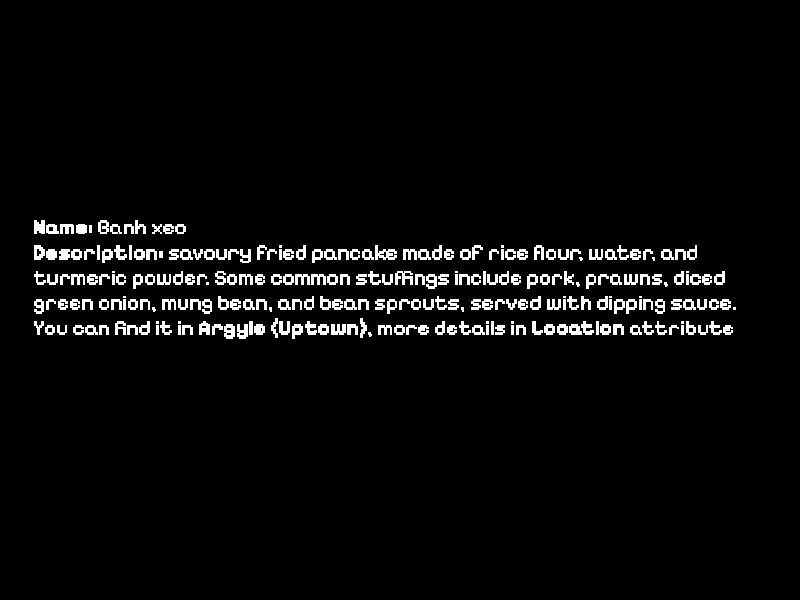 Name: Banh xeo
Description: savoury fried pancake made of rice flour, water, and
turmeric powder. Some common stuffings include pork, prawns, diced
green onion, mung bean, and bean sprouts, served with dipping sauce.
You can find it in Argyle (Uptown), more details in Location attribute